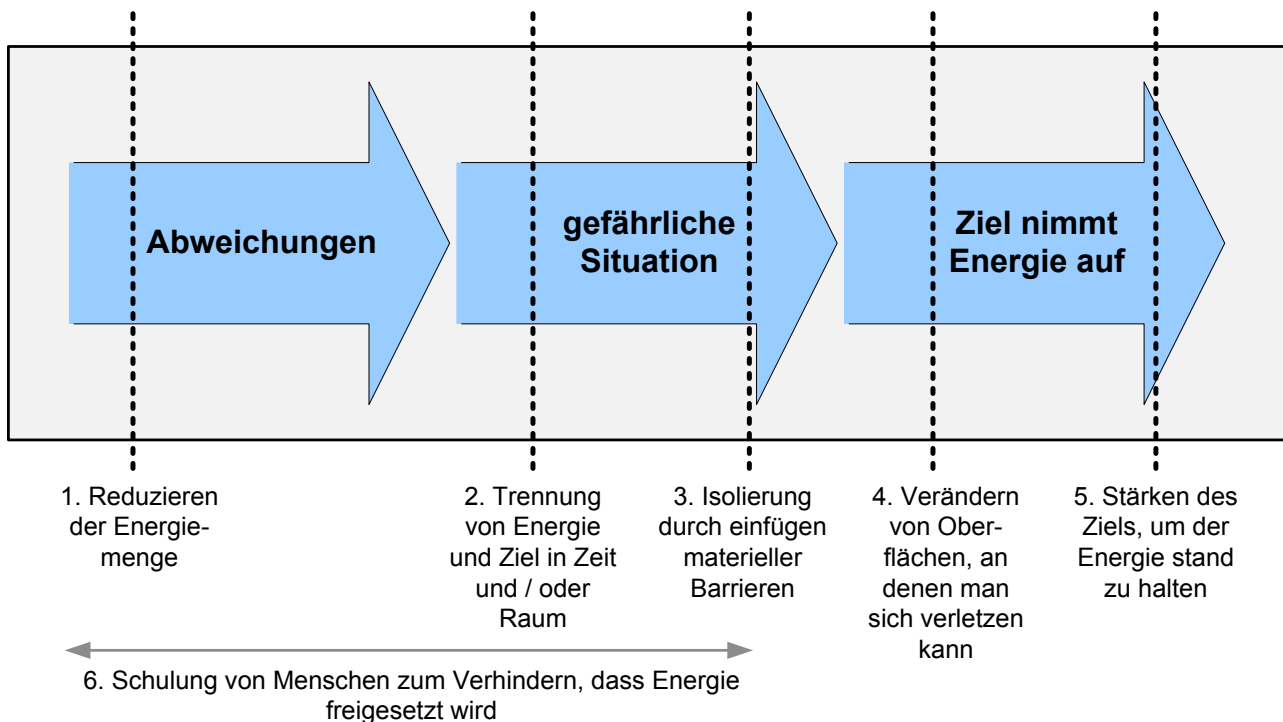 Abweichungen
gefährliche
Situation
Ziel nimmt
Energie auf
1. Reduzieren
der Energie-
menge
2. Trennung
von Energie
und Ziel in Zeit
und / oder
Raum
3. Isolierung
durch einfügen
materieller
Barrieren
4. Verändern
von Ober-
flächen, an
denen man
sich verletzen
kann
5. Stärken des
Ziels, um der
Energie stand
zu halten
6. Schulung von Menschen zum Verhindern, dass Energie
freigesetzt wird